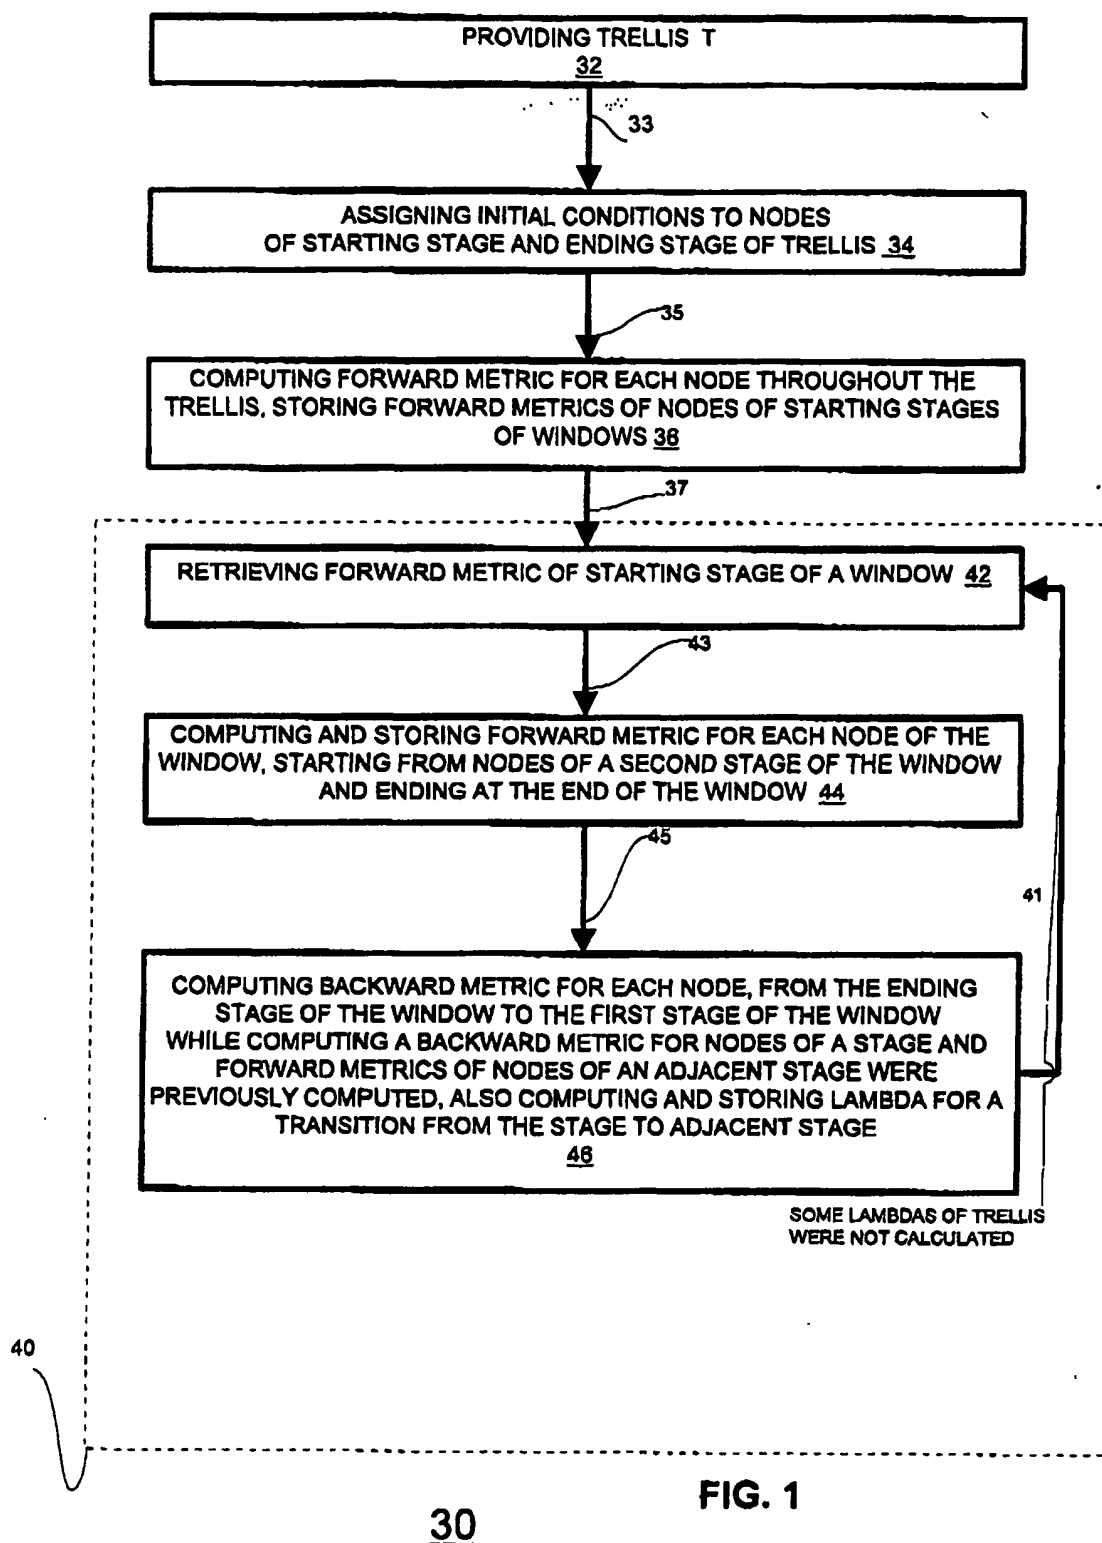 PROVIDING TRELLIS T
32
33
ASSIGNING INITIAL CONDITIONS TO NODES
OF STARTING STAGE AND ENDING STAGE OF TRELLIS 34
35
COMPUTING FORWARD METRIC FOR EACH NODE THROUGHOUT THE
TRELLIS, STORING FORWARD METRICS OF NODES OF STARTING STAGES
OF WINDOWS 36
37
RETRIEVING FORWARD METRIC OF STARTING STAGE OF A WINDOW 42
43
COMPUTING AND STORING FORWARD METRIC FOR EACH NODE OF THE
WINDOW, STARTING FROM NODES OF A SECOND STAGE OF THE WINDOW
AND ENDING AT THE END OF THE WINDOW 44
45
41
COMPUTING BACKWARD METRIC FOR EACH NODE, FROM THE ENDING
STAGE OF THE WINDOW TO THE FIRST STAGE OF THE WINDOW
WHILE COMPUTING A BACKWARD METRIC FOR NODES OF A STAGE AND
FORWARD METRICS OF NODES OF AN ADJACENT STAGE WERE
PREVIOUSLY COMPUTED, ALSO COMPUTING AND STORING LAMBDA FOR A
TRANSITION FROM THE STAGE TO ADJACENT STAGE
46
SOME LAMBDAS OF TRELLIS
WERE NOT CALCULATED
40
FIG. 1
30